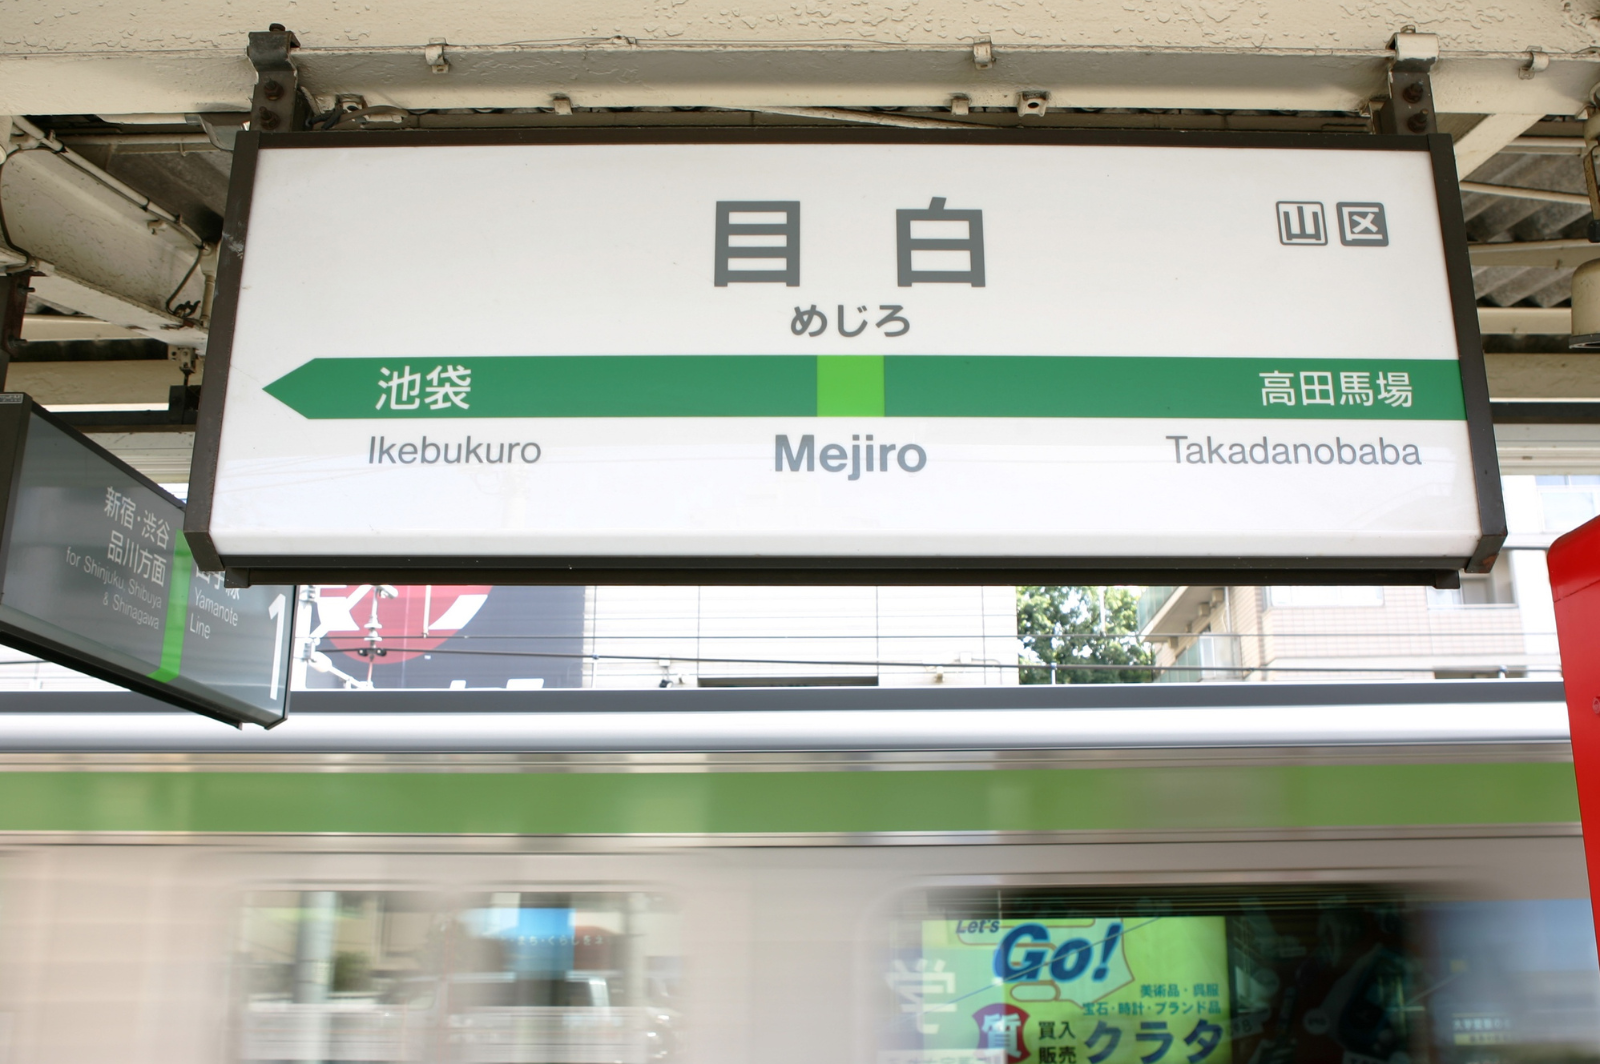 目白
山 区
めじろ
池袋
高田馬場
Ikebukuro
Mejiro
Takadanobaba
新宿・渋谷
品川方面
for Shinjuku, Shibuya
& Shinagawa
Yamanote
Line
1
Let's
Go!
美術品・呉服
宝石・時計・ブランド品
質
買入
販売
クラタ